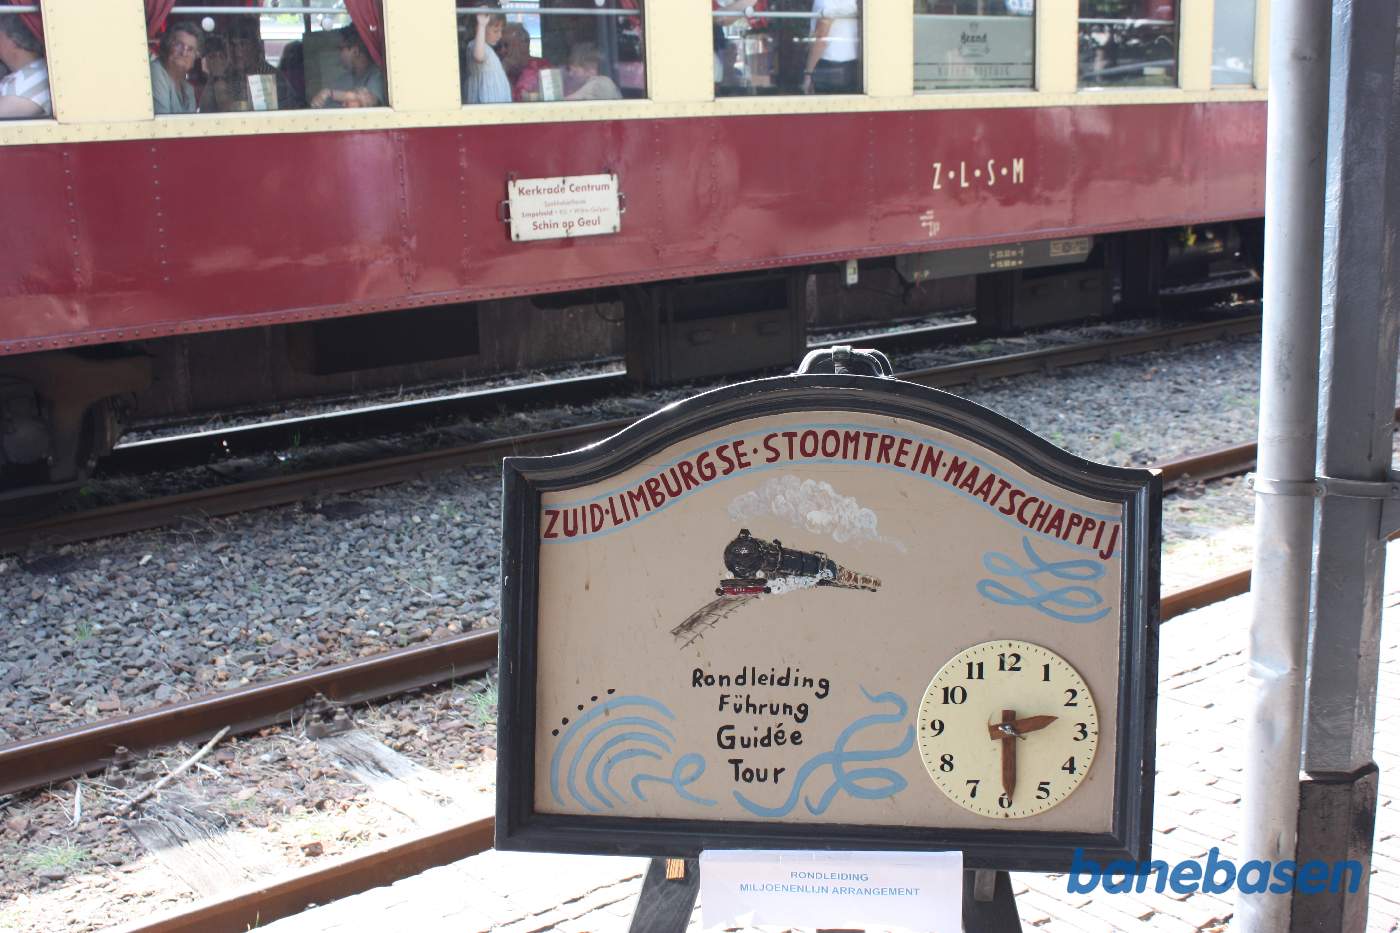 Brand
Z·L·S·M
Kerkrade Centrum
Schin op Geul
ZUID·LIMBURGSE·STOOMTREIN·MAATSCHAPPIJ
Rondleiding
Führung
Guidée
Tour
12
11 1
10 2
9 3
8 4
7 5
6
RONDLEIDING
MILJOENENLIJN ARRANGEMENT
banebasen